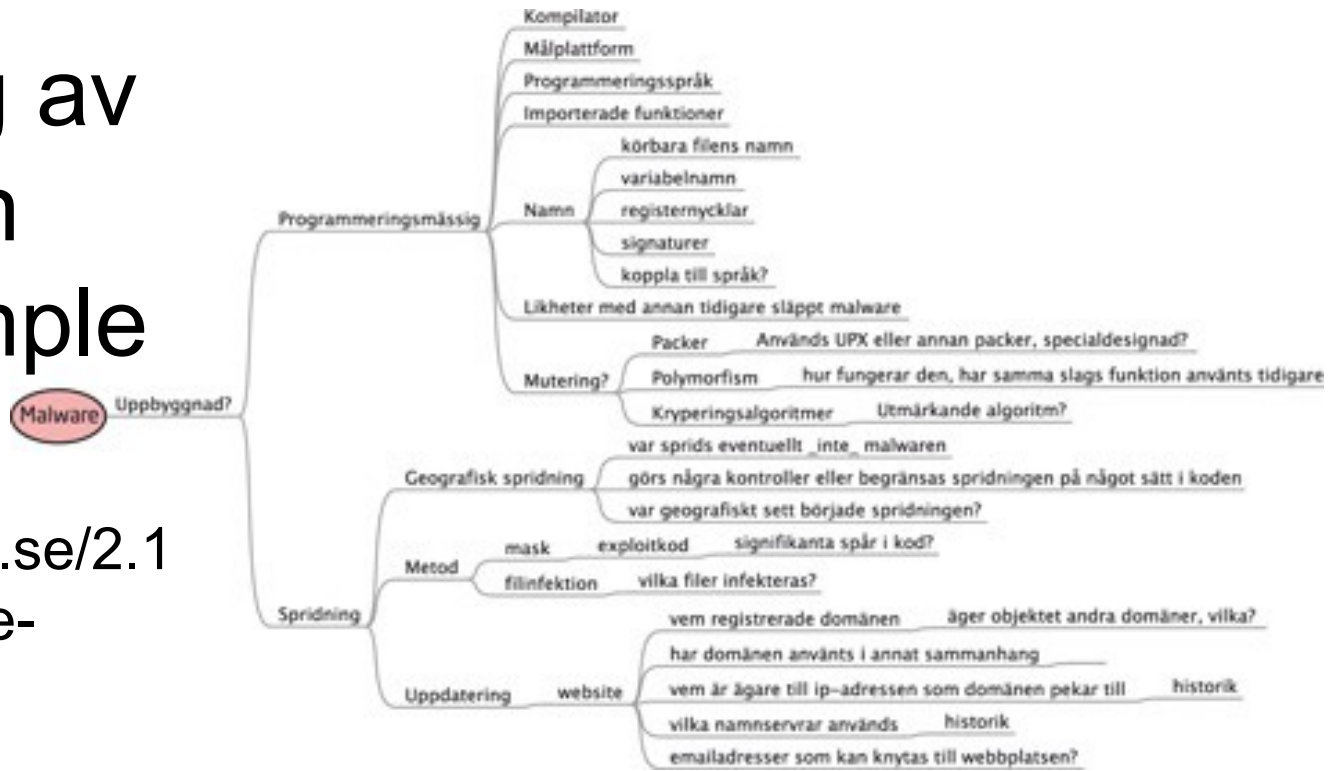 g av
n
mple
.se/2.1
e-
Malware
Uppbyggnad?
Programmeringsmässig
Kompilator
Målplattform
Programmeringsspråk
Importerade funktioner
Namn
körbara filens namn
variabelnamn
registernycklar
signaturer
koppla till språk?
Likheter med annan tidigare släppt malware
Mutering?
Packer Används UPX eller annan packer, specialdesignad?
Polymorfism hur fungerar den, har samma slags funktion använts tidigare
Krypteringsalgoritmer Utmärkande algoritm?
Spridning
Geografisk spridning
var sprids eventuellt _inte_ malwaren
görs några kontroller eller begränsas spridningen på något sätt i koden
var geografiskt sett började spridningen?
Metod
mask exploitkod signifikanta spår i kod?
filinfektion vilka filer infekteras?
Uppdatering website
vem registrerade domänen äger objektet andra domäner, vilka?
har domänen använts i annat sammanhang
vem är ägare till ip-adressen som domänen pekar till historik
vilka namnservrar används historik
emailadresser som kan knytas till webbplatsen?